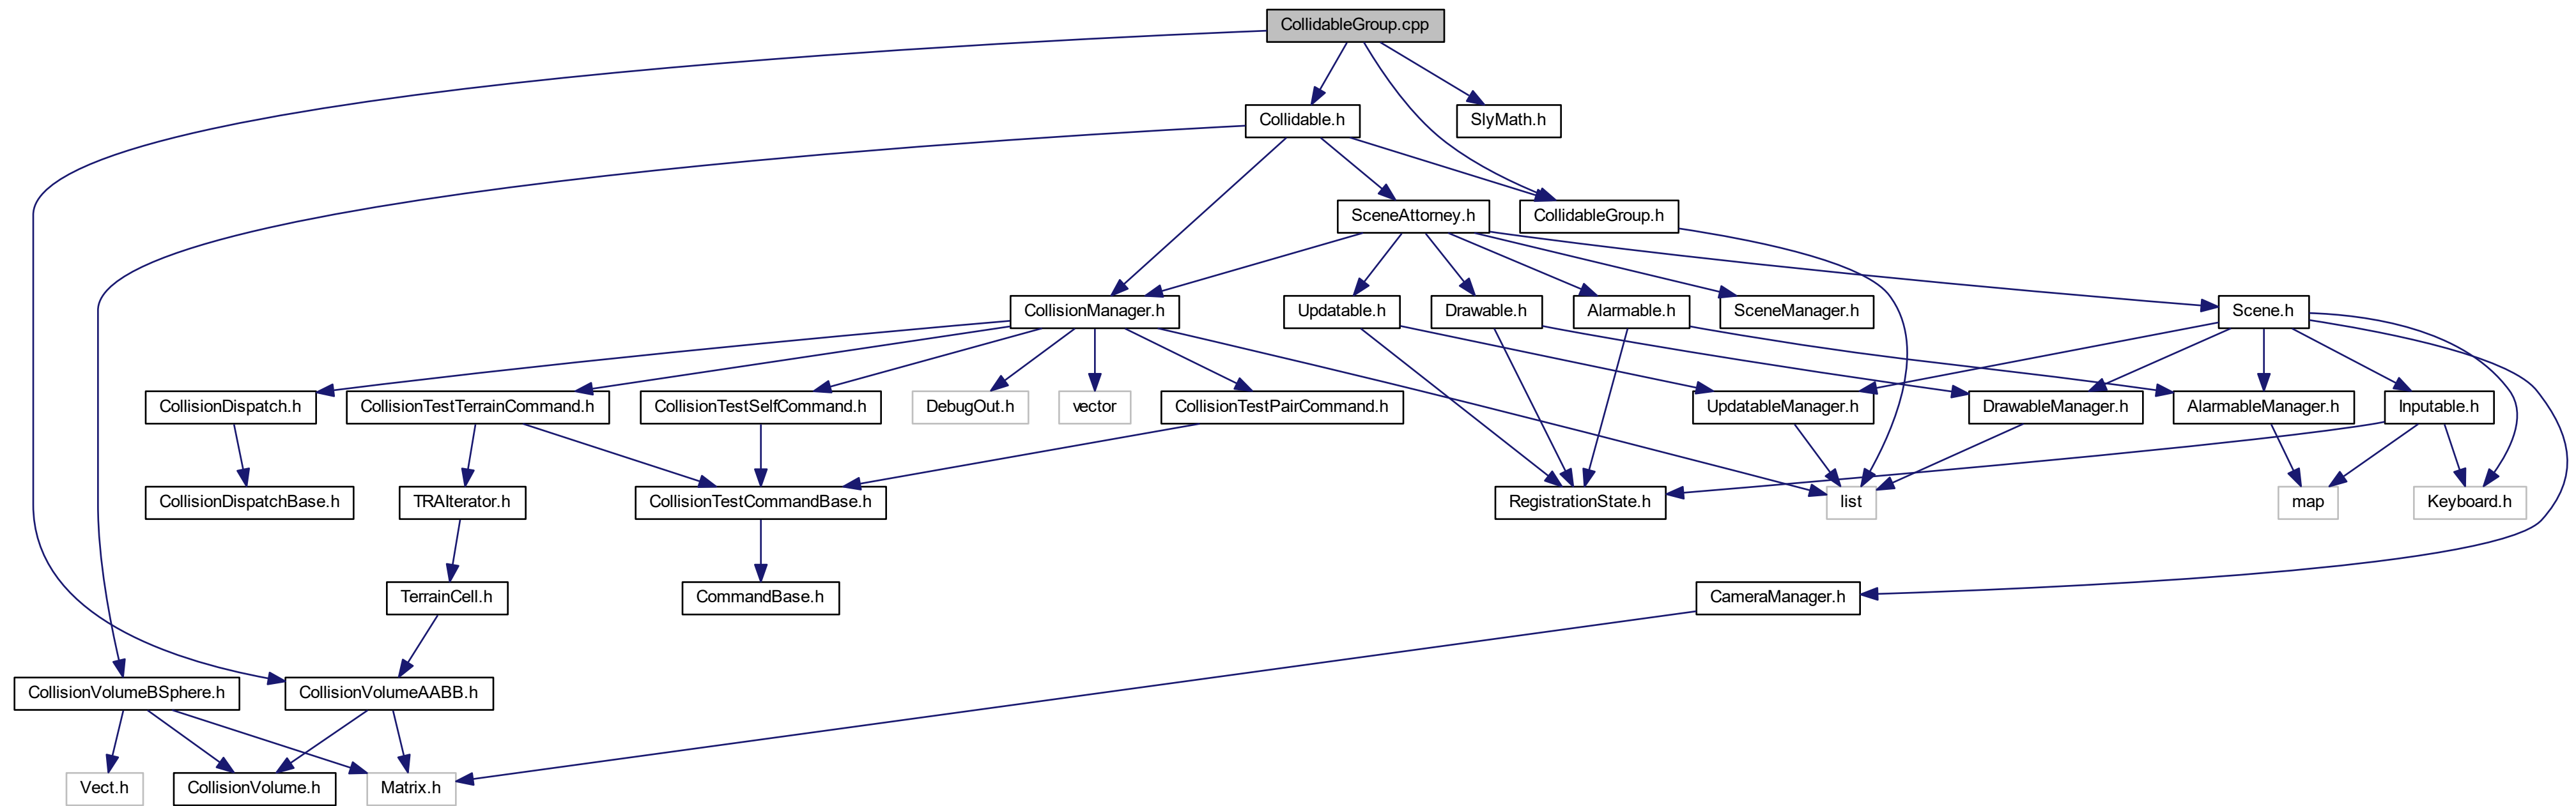 CollidableGroup.cpp
Collidable.h
SlyMath.h
SceneAttorney.h
CollidableGroup.h
CollisionManager.h
Updatable.h
Drawable.h
Alarmable.h
SceneManager.h
Scene.h
CollisionDispatch.h
CollisionTestTerrainCommand.h
CollisionTestSelfCommand.h
DebugOut.h
vector
CollisionTestPairCommand.h
UpdatableManager.h
DrawableManager.h
AlarmableManager.h
Inputable.h
CollisionDispatchBase.h
TRAIterator.h
CollisionTestCommandBase.h
RegistrationState.h
list
map
Keyboard.h
TerrainCell.h
CommandBase.h
CameraManager.h
CollisionVolumeBSphere.h
CollisionVolumeAABB.h
Vect.h
CollisionVolume.h
Matrix.h